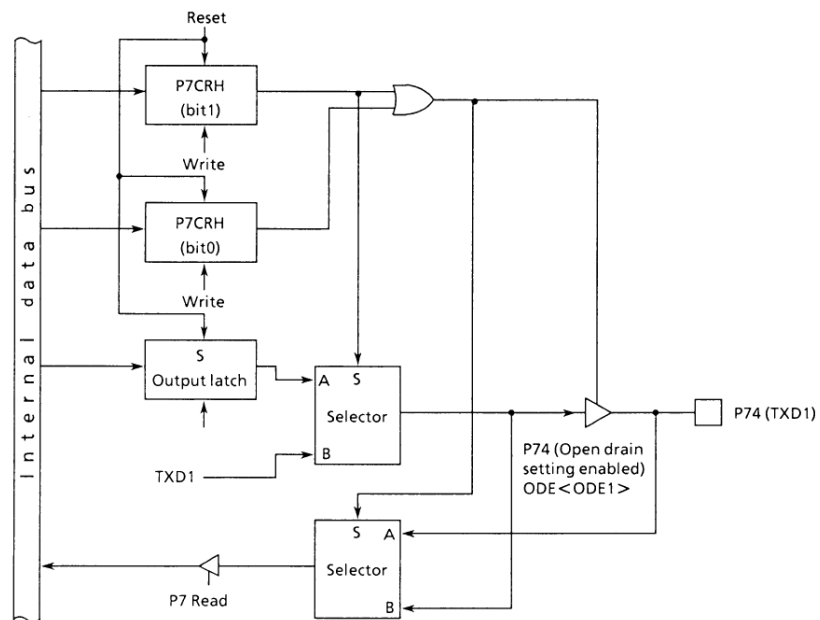 Reset
P7CRH
(bit1)
Write
P7CRH
(bit0)
Write
Internal data bus
S
Output latch
A
S
Selector
B
TXD1
P74 (TXD1)
P74 (Open drain
setting enabled)
ODE<ODE1>
S
A
Selector
B
P7 Read